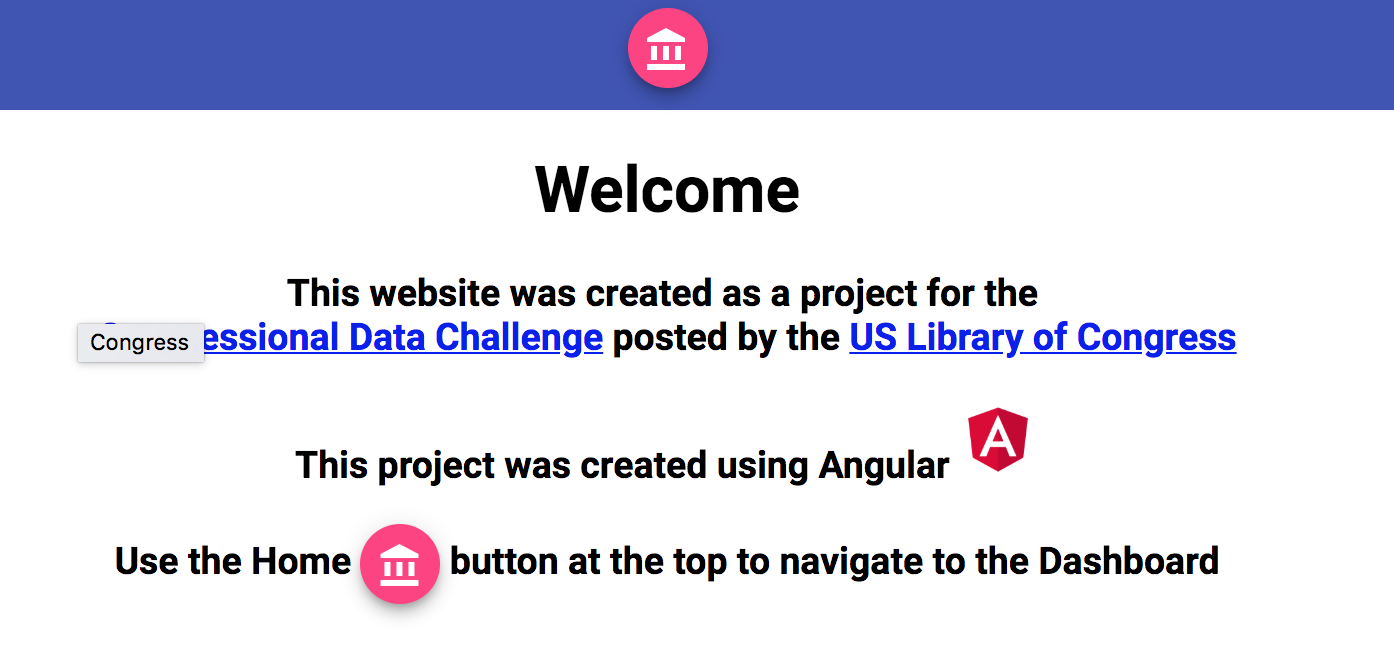 Welcome
This website was created as a project for the
Congress
essional Data Challenge posted by the US Library of Congress
This project was created using Angular
Use the Home button at the top to navigate to the Dashboard